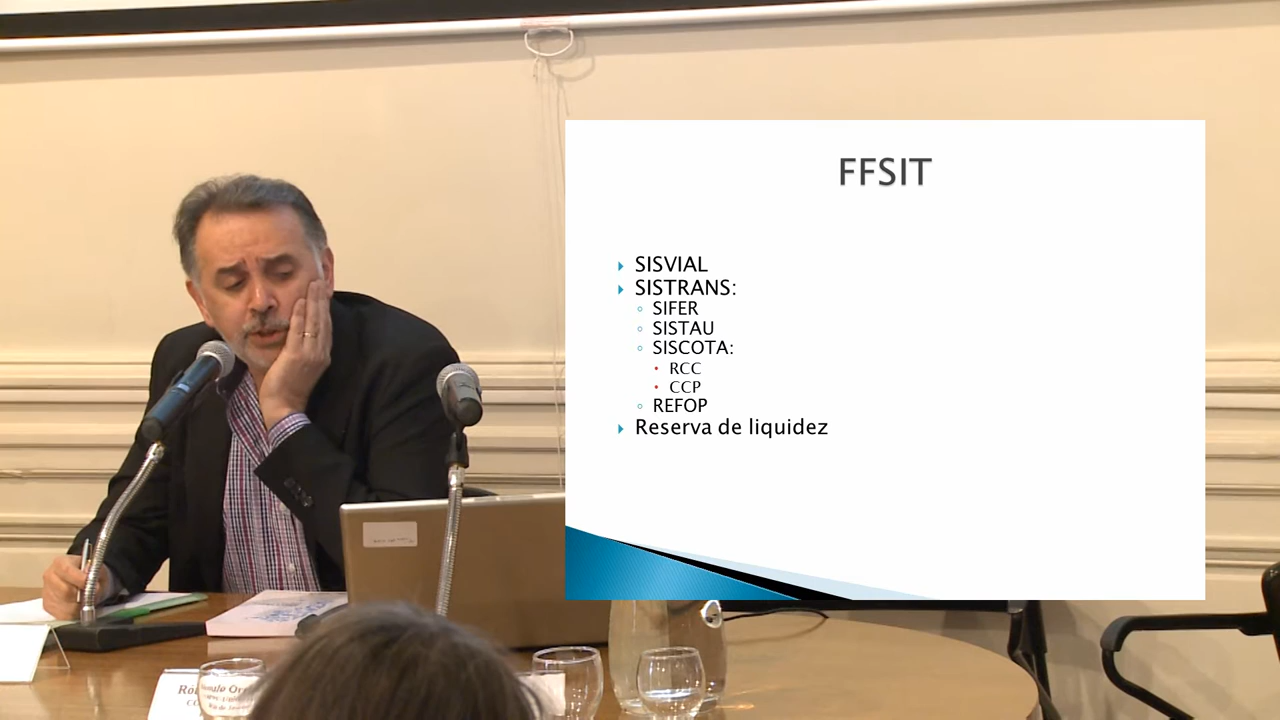 FFSIT
SISVIAL
SISTRANS:
SIFER
SISTAU
SISCOTA:
RCC
CCP
REFOP
Reserva de liquidez